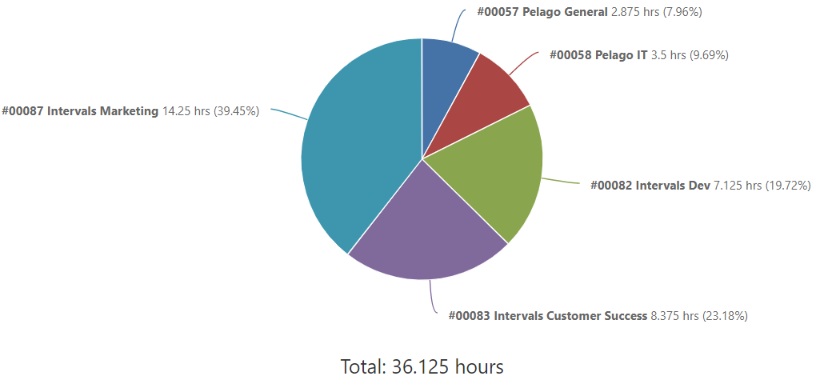 #00057 Pelago General 2.875 hrs (7.96%)
#00058 Pelago IT 3.5 hrs (9.69%)
#00087 Intervals Marketing 14.25 hrs (39.45%)
#00082 Intervals Dev 7.125 hrs (19.72%)
#00083 Intervals Customer Success 8.375 hrs (23.18%)
Total: 36.125 hours